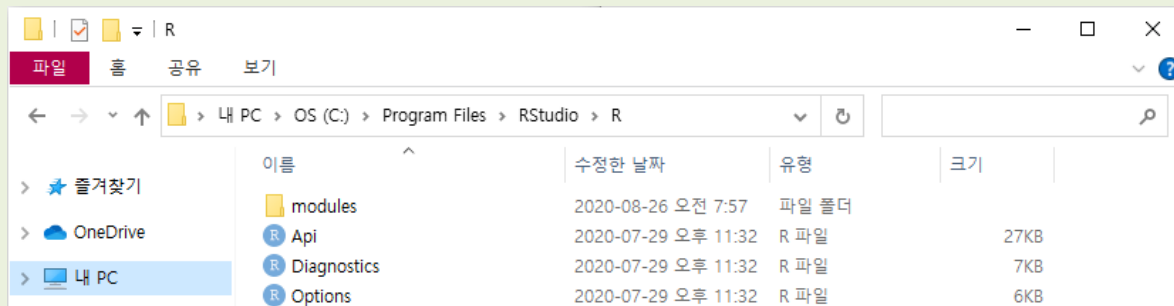 R
파일 홈 공유 보기
내 PC > OS (C:) > Program Files > RStudio > R
이름 수정한 날짜 유형 크기
즐겨찾기
OneDrive
내 PC
modules 2020-08-26 오전 7:57 파일 폴더
R Api 2020-07-29 오후 11:32 R 파일 27KB
R Diagnostics 2020-07-29 오후 11:32 R 파일 7KB
R Options 2020-07-29 오후 11:32 R 파일 6KB